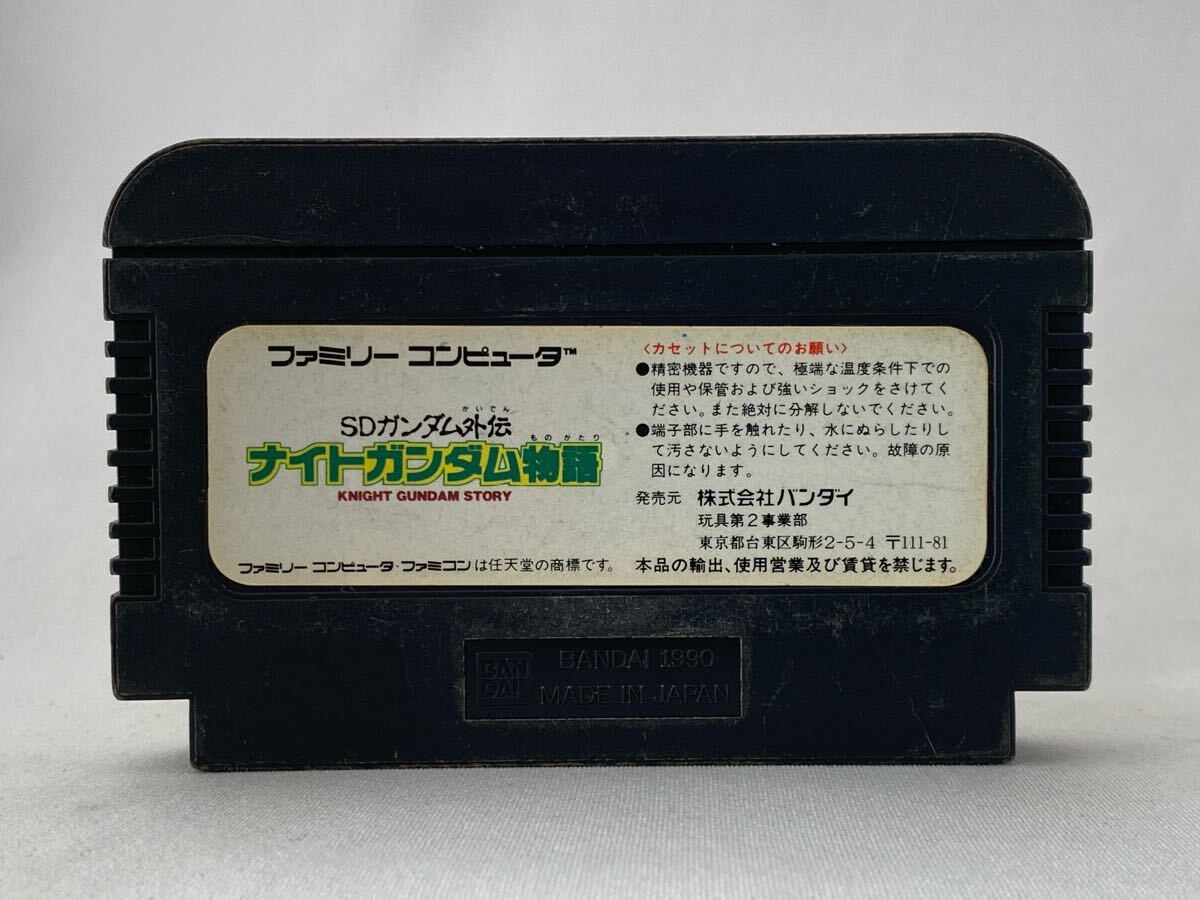 ファミリー コンピュータ™
かいでん
SDガンダム外伝
ものがたり
ナイトガンダム物語
KNIGHT GUNDAM STORY
ファミリー コンピュータ・ファミコンは任天堂の商標です。
〈カセットについてのお願い〉
●精密機器ですので、極端な温度条件下での
使用や保管および強いショックをさけてく
ださい。また絶対に分解しないでください。
●端子部に手を触れたり、水にぬらしたりし
て汚さないようにしてください。故障の原
因になります。
発売元 株式会社バンダイ
玩具第2事業部
東京都台東区駒形2-5-4 〒111-81
本品の輸出、使用営業及び賃貸を禁じます。
BAN
DAI
BANDAI 1990
MADE IN JAPAN